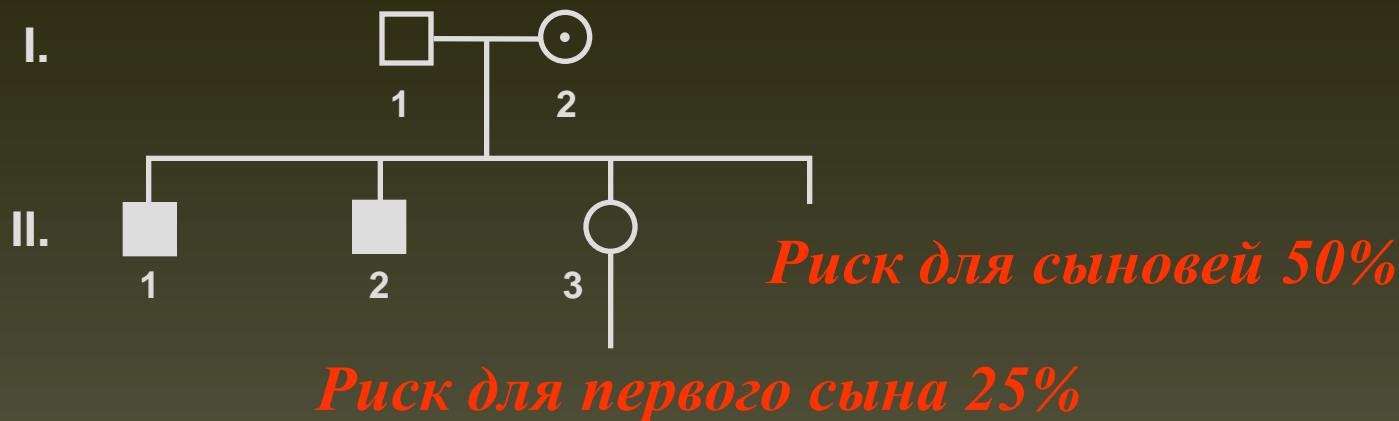 I.
1 2
II.
1 2 3
Риск для сыновей 50%
Риск для первого сына 25%